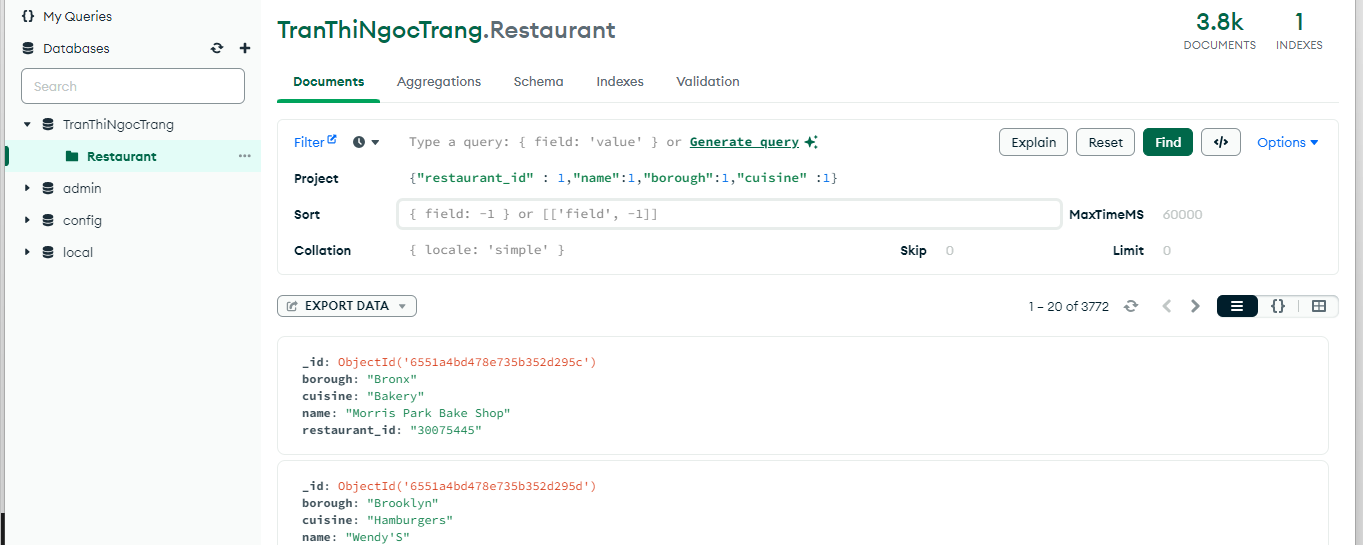 My Queries
Databases
Search
TranThiNgocTrang
Restaurant
admin
config
local
TranThiNgocTrang.Restaurant
3.8k
DOCUMENTS
1
INDEXES
Documents Aggregations Schema Indexes Validation
Filter Type a query: { field: 'value' } or Generate query Explain Reset Find </> Options
Project {"restaurant_id" : 1,"name":1,"borough":1,"cuisine" :1}
Sort { field: -1 } or [['field', -1]] MaxTimeMS 60000
Collation { locale: 'simple' } Skip 0 Limit 0
EXPORT DATA 1 – 20 of 3772 {}
_id: ObjectId('6551a4bd478e735b352d295c')
borough: "Bronx"
cuisine: "Bakery"
name: "Morris Park Bake Shop"
restaurant_id: "30075445"
_id: ObjectId('6551a4bd478e735b352d295d')
borough: "Brooklyn"
cuisine: "Hamburgers"
name: "Wendy'S"